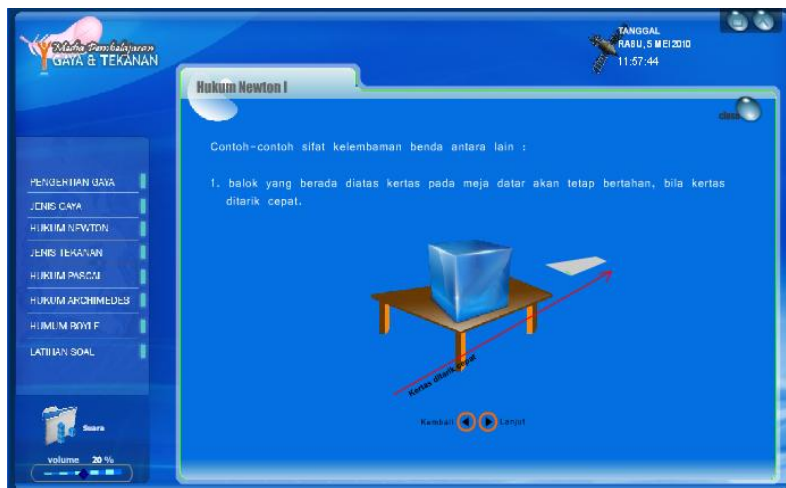 Media Pembelajaran
GAYA & TEKANAN
TANGGAL
RABU, 5 MEI 2010
11:57:44
Hukum Newton I
close
Contoh-contoh sifat kelembaman benda antara lain :
1. balok yang berada diatas kertas pada meja datar akan tetap bertahan, bila kertas
ditarik cepat.
Kertas ditarik cepat
Kembali
Lanjut
PENGERTIAN GAYA
JENIS GAYA
HUKUM NEWTON
JENIS TEKANAN
HUKUM PASCAL
HUKUM ARCHIMEDES
HUMUM BOYLE
LATIHAN SOAL
Suara
volume 20 %